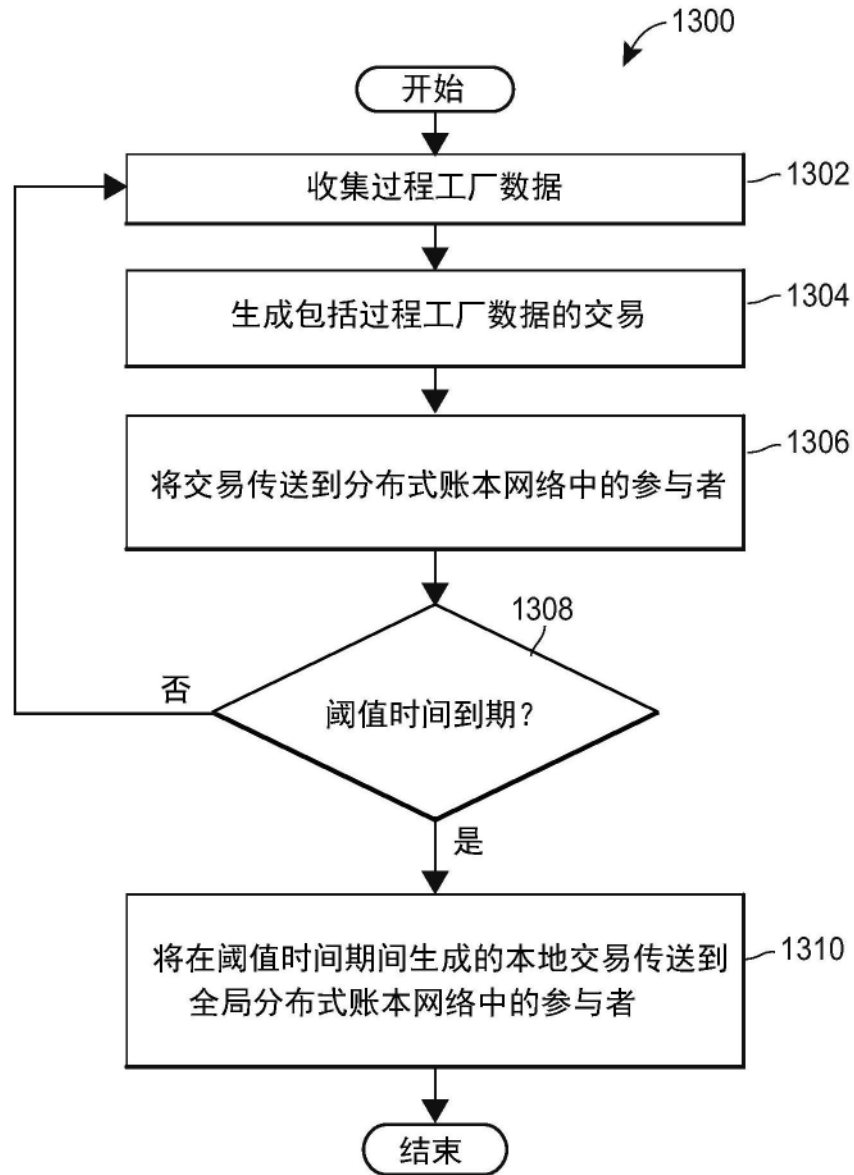 1300
开始
收集过程工厂数据
1302
生成包括过程工厂数据的交易
1304
将交易传送到分布式账本网络中的参与者
1306
1308
阈值时间到期?
否
是
将在阈值时间期间生成的本地交易传送到
全局分布式账本网络中的参与者
1310
结束